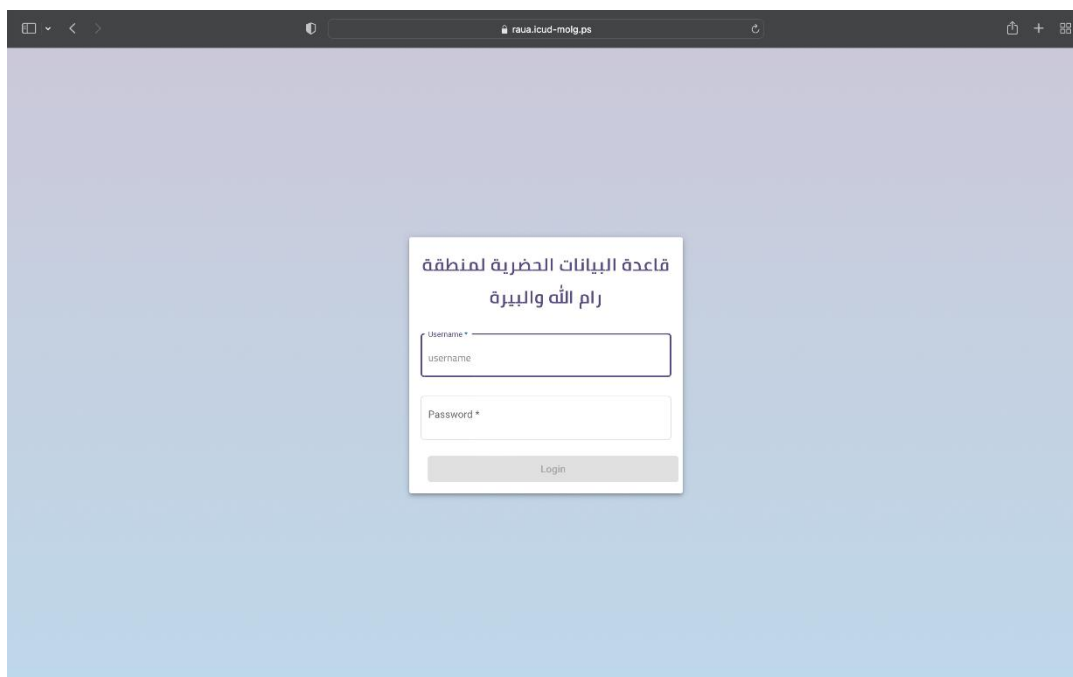 raua.icud-molg.ps
قاعدة البيانات الحضرية لمنطقة
رام الله والبيرة
Username *
username
Password *
Login